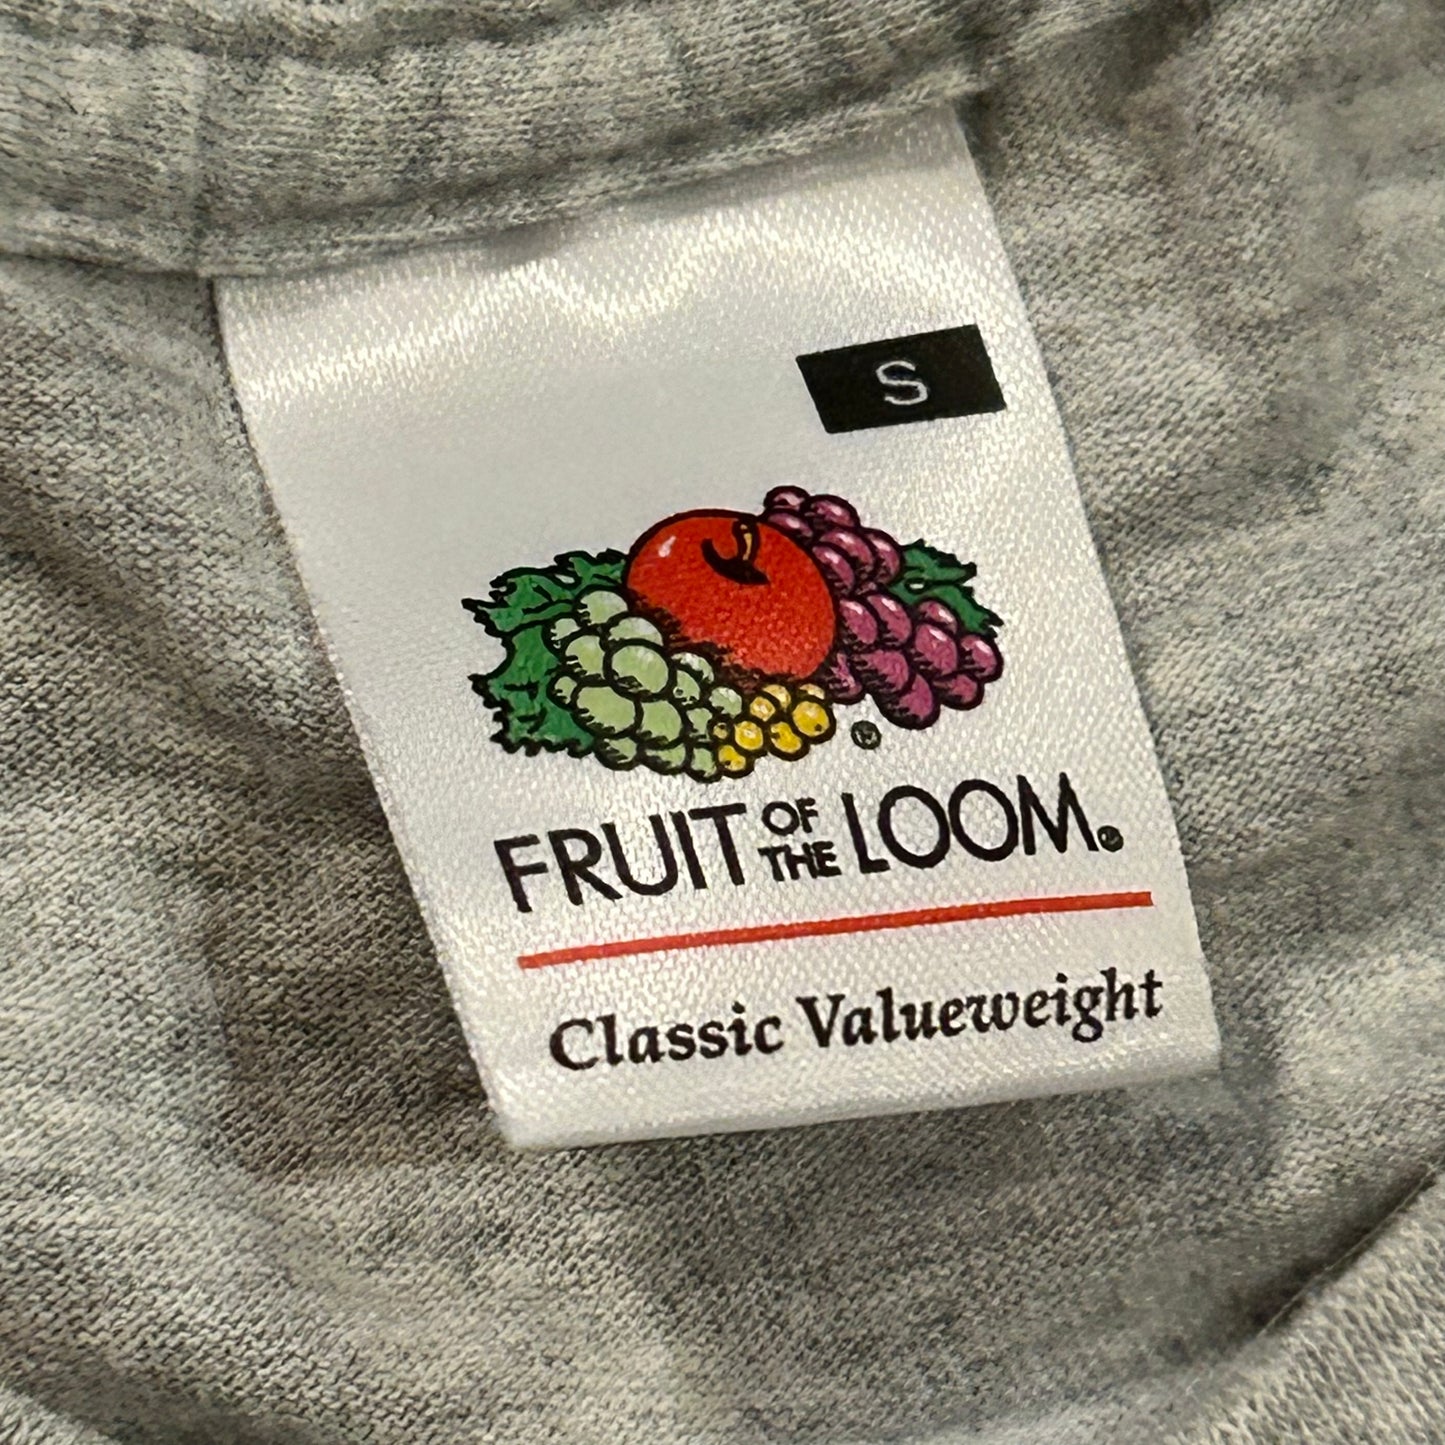 S
®
FRUIT OF THE LOOM®
Classic Valueweight